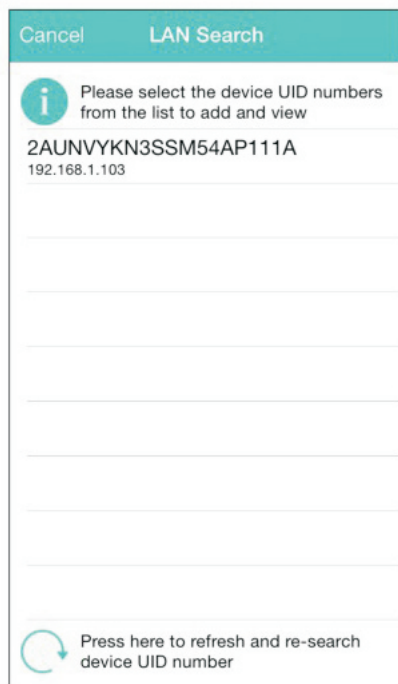 Cancel LAN Search
i
Please select the device UID numbers
from the list to add and view
2AUNVYKN3SSM54AP111A
192.168.1.103
Press here to refresh and re-search
device UID number